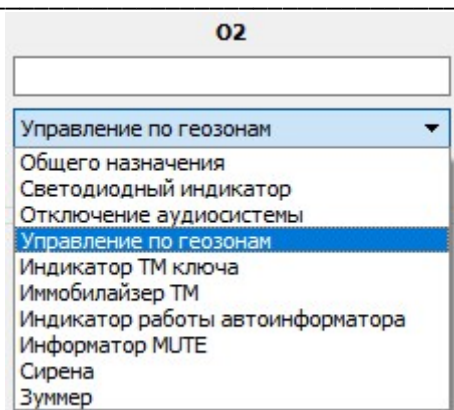 O2
Управление по геозонам
Общего назначения
Светодиодный индикатор
Отключение аудиосистемы
Управление по геозонам
Индикатор ТМ ключа
Иммобилайзер ТМ
Индикатор работы автоинформатора
Информатор MUTE
Сирена
Зуммер